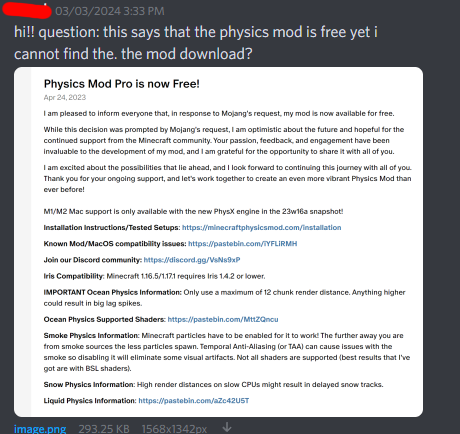 03/03/2024 3:33 PM
hi!! question: this says that the physics mod is free yet i
cannot find the. the mod download?
Physics Mod Pro is now Free!
Apr 24, 2023
I am pleased to inform everyone that, in response to Mojang's request, my mod is now available for free.
While this decision was prompted by Mojang's request, I am optimistic about the future and hopeful for the
continued support from the Minecraft community. Your passion, feedback, and engagement have been
invaluable to the development of my mod, and I am grateful for the opportunity to share it with all of you.
I am excited about the possibilities that lie ahead, and I look forward to continuing this journey with all of you.
Thank you for your ongoing support, and let's work together to create an even more vibrant Physics Mod than
ever before!
M1/M2 Mac support is only available with the new PhysX engine in the 23w16a snapshot!
Installation Instructions/Tested Setups: https://minecraftphysicsmod.com/installation
Known Mod/MacOS compatibility issues: https://pastebin.com/iYFLiRMH
Join our Discord community: https://discord.gg/VsNs9xP
Iris Compatibility: Minecraft 1.16.5/1.17.1 requires Iris 1.4.2 or lower.
IMPORTANT Ocean Physics Information: Only use a maximum of 12 chunk render distance. Anything higher
could result in big lag spikes.
Ocean Physics Supported Shaders: https://pastebin.com/MttZQncu
Smoke Physics Information: Minecraft particles have to be enabled for it to work! The further away you are
from smoke sources the less particles spawn. Temporal Anti-Aliasing (or TAA) can cause issues with the
smoke so disabling it will eliminate some visual artifacts. Not all shaders are supported (best results that I've
got are with BSL shaders).
Snow Physics Information: High render distances on slow CPUs might result in delayed snow tracks.
Liquid Physics Information: https://pastebin.com/aZc42U5T
image.png 293.25 KB 1568x1342px